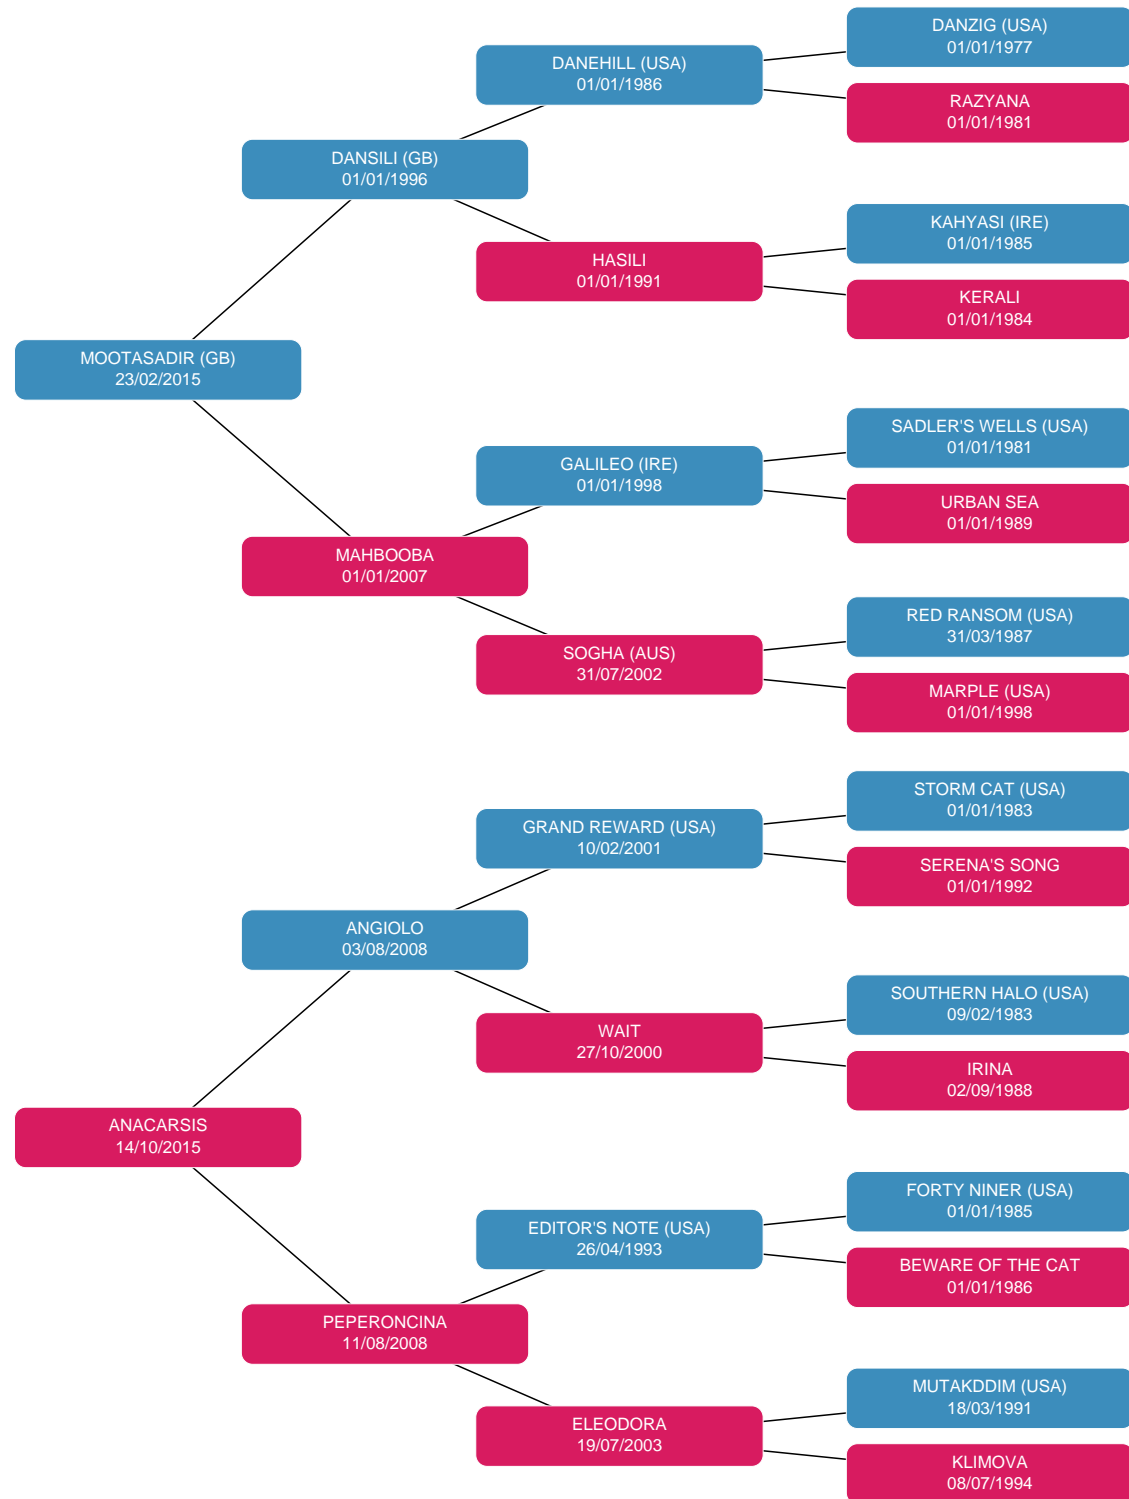 DANZIG (USA)
01/01/1977
DANEHILL (USA)
01/01/1986
RAZYANA
01/01/1981
DANSILI (GB)
01/01/1996
KAHYASI (IRE)
01/01/1985
HASILI
01/01/1991
KERALI
01/01/1984
MOOTASADIR (GB)
23/02/2015
SADLER'S WELLS (USA)
01/01/1981
GALILEO (IRE)
01/01/1998
URBAN SEA
01/01/1989
MAHBOOBA
01/01/2007
RED RANSOM (USA)
31/03/1987
SOGHA (AUS)
31/07/2002
MARPLE (USA)
01/01/1998
STORM CAT (USA)
01/01/1983
GRAND REWARD (USA)
10/02/2001
SERENA'S SONG
01/01/1992
ANGIOLO
03/08/2008
SOUTHERN HALO (USA)
09/02/1983
WAIT
27/10/2000
IRINA
02/09/1988
ANACARSIS
14/10/2015
FORTY NINER (USA)
01/01/1985
EDITOR'S NOTE (USA)
26/04/1993
BEWARE OF THE CAT
01/01/1986
PEPERONCINA
11/08/2008
MUTAKDDIM (USA)
18/03/1991
ELEODORA
19/07/2003
KLIMOVA
08/07/1994